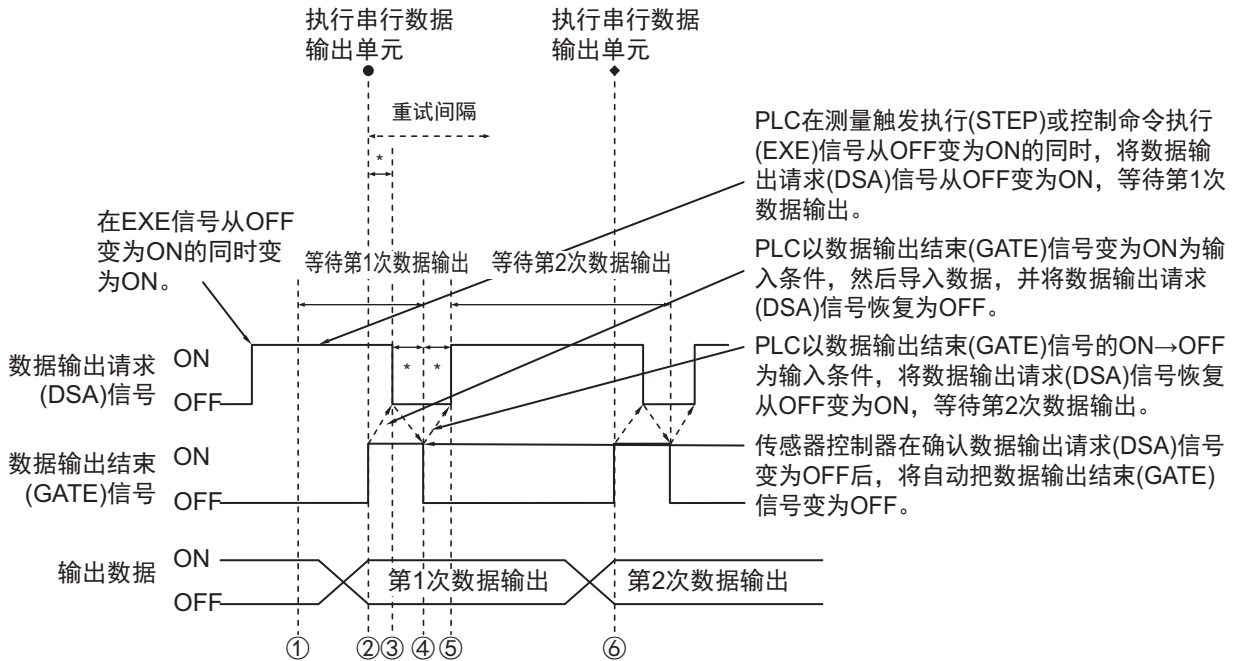 执行串行数据
输出单元
执行串行数据
输出单元
重试间隔
*
PLC在测量触发执行(STEP)或控制命令执行
(EXE)信号从OFF变为ON的同时，将数据输
出请求(DSA)信号从OFF变为ON，等待第1次
数据输出。
在EXE信号从OFF
变为ON的同时变
为ON。
等待第1次数据输出
等待第2次数据输出
PLC以数据输出结束(GATE)信号变为ON为输
入条件，然后导入数据，并将数据输出请求
(DSA)信号恢复为OFF。
数据输出请求
(DSA)信号
ON
OFF
*
*
PLC以数据输出结束(GATE)信号的ON→OFF
为输入条件，将数据输出请求(DSA)信号恢复
从OFF变为ON，等待第2次数据输出。
数据输出结束
(GATE)信号
ON
OFF
传感器控制器在确认数据输出请求(DSA)信号
变为OFF后，将自动把数据输出结束(GATE)
信号变为OFF。
输出数据
ON
OFF
第1次数据输出
第2次数据输出
① ② ③ ④ ⑤ ⑥